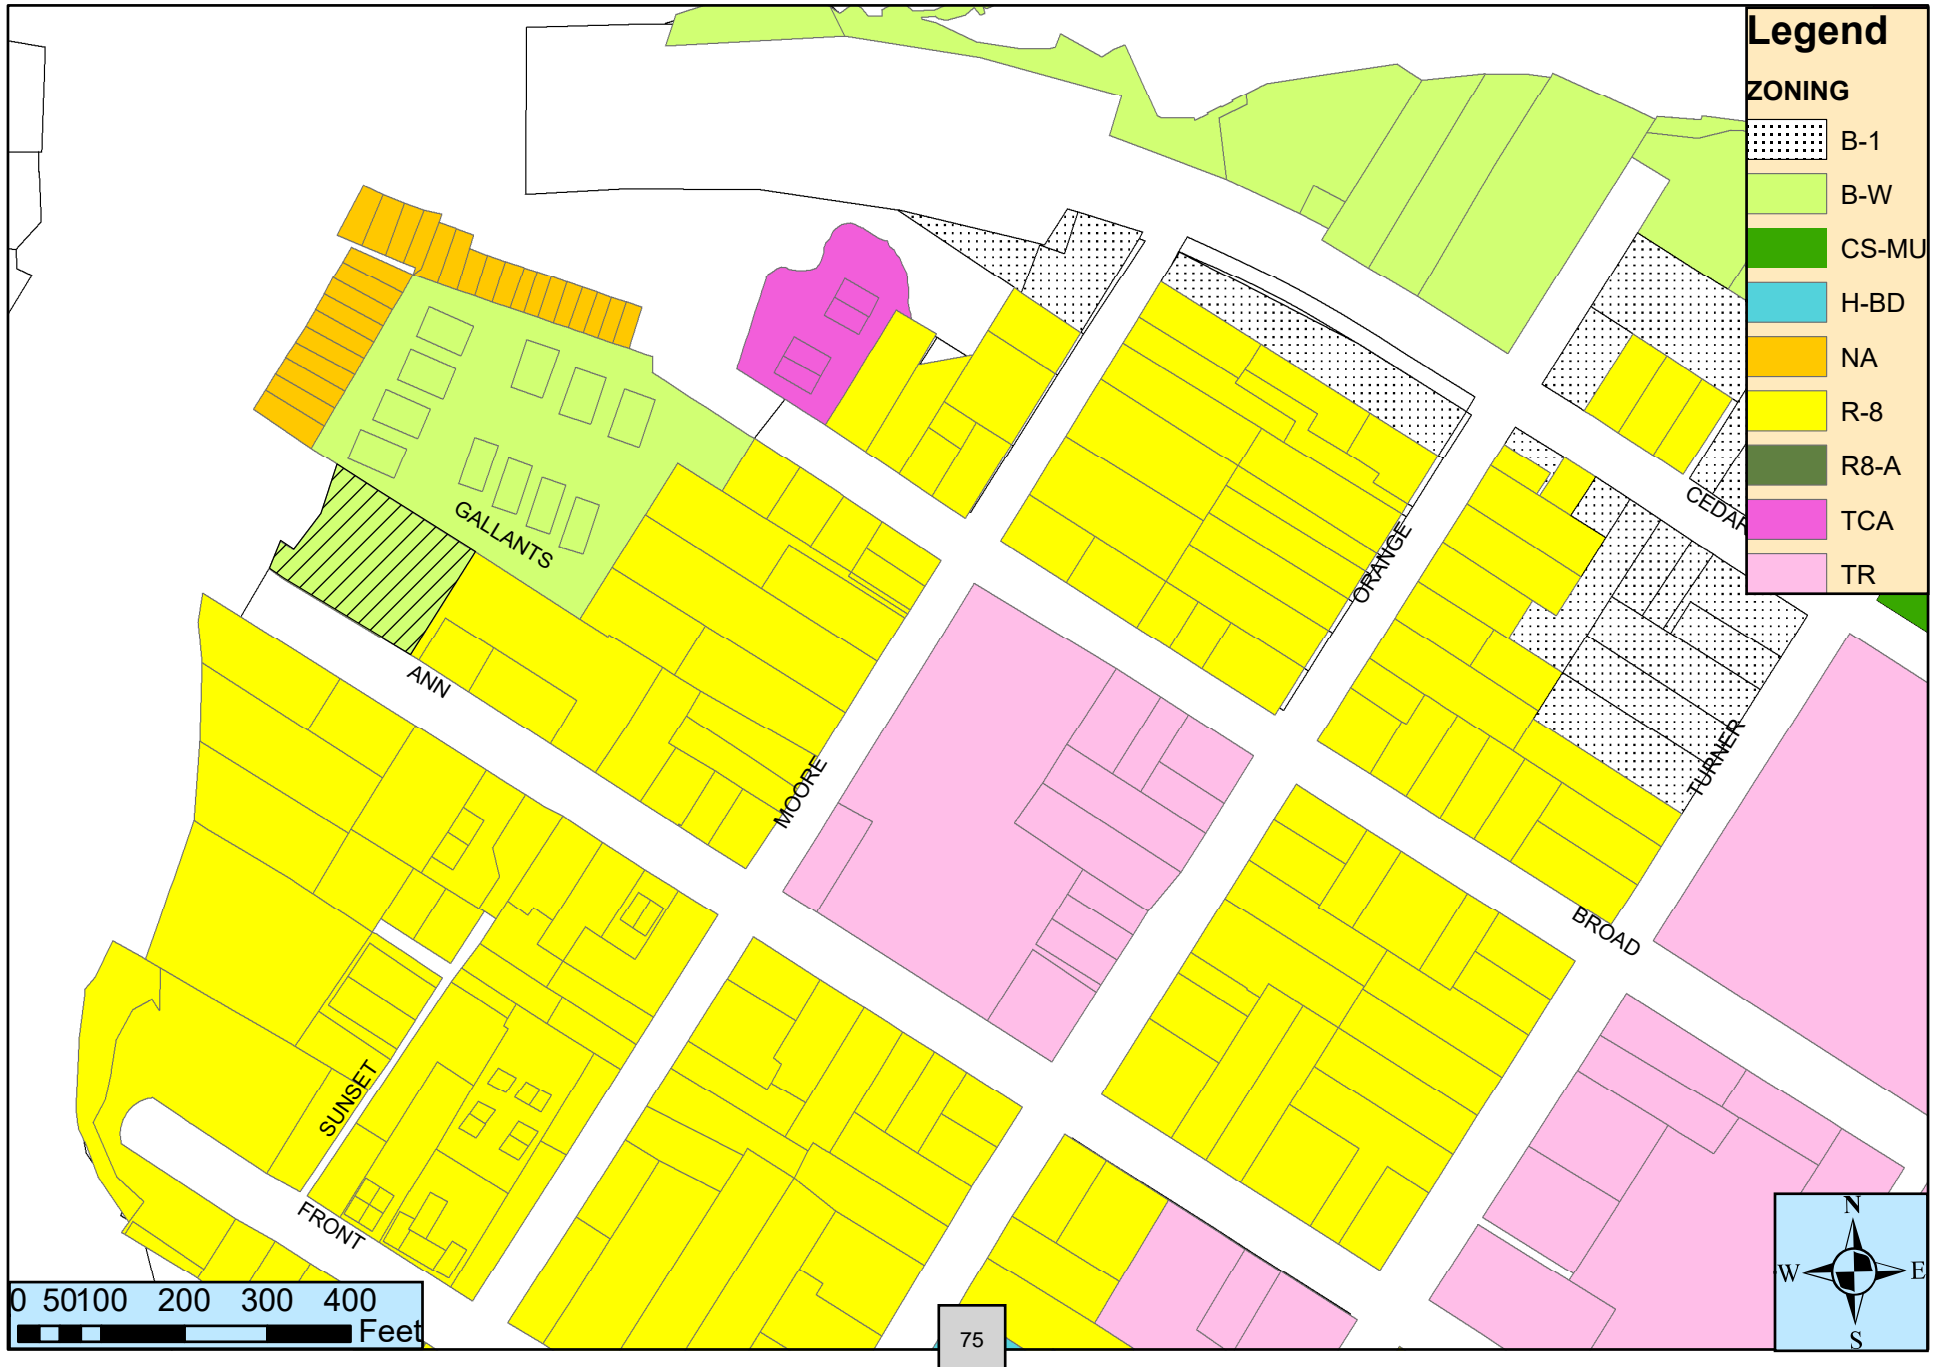 Legend
ZONING
B-1
B-W
CS-MU
H-BD
NA
R-8
R8-A
TCA
TR
GALLANTS
CEDAR
ORANGE
ANN
TURNER
MOORE
BROAD
SUNSET
FRONT
N
W E
S
0 50100 200 300 400
Feet
75